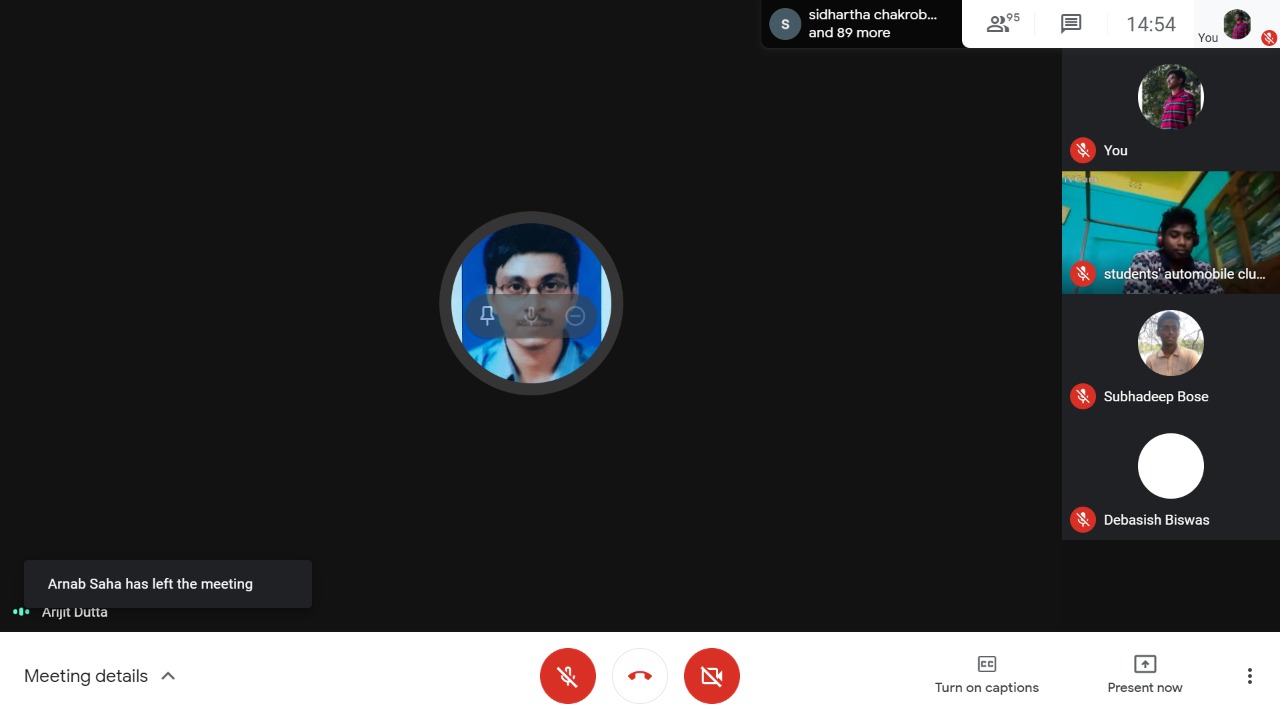 S
sidhartha chakrob...
and 89 more
95
14:54
You
You
students' automobile clu...
Subhadeep Bose
Debasish Biswas
Arnab Saha has left the meeting
Arijit Dutta
Meeting details
CC
Turn on captions
Present now